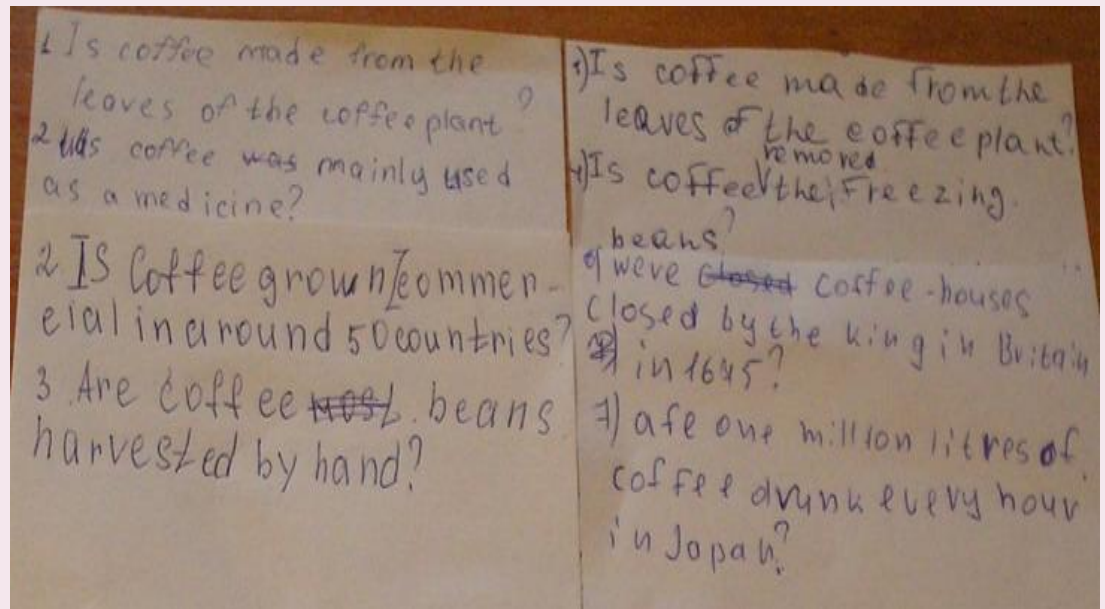 1 Is coffee made from the
leaves of the coffee plant?
2 Was coffee was mainly used
as a medicine?
2 IS Coffee grown commer-
cial in around 50 countries?
3 Are coffee most beans
harvested by hand?
1) Is coffee made from the
leaves of the coffee plant?
removed
4) Is coffee the freezing.
beans?
6) weve closed coffee-houses
closed by the king in Britain
in 1645?
7) afe one million litres of
coffee drunk every hour
in Japan?